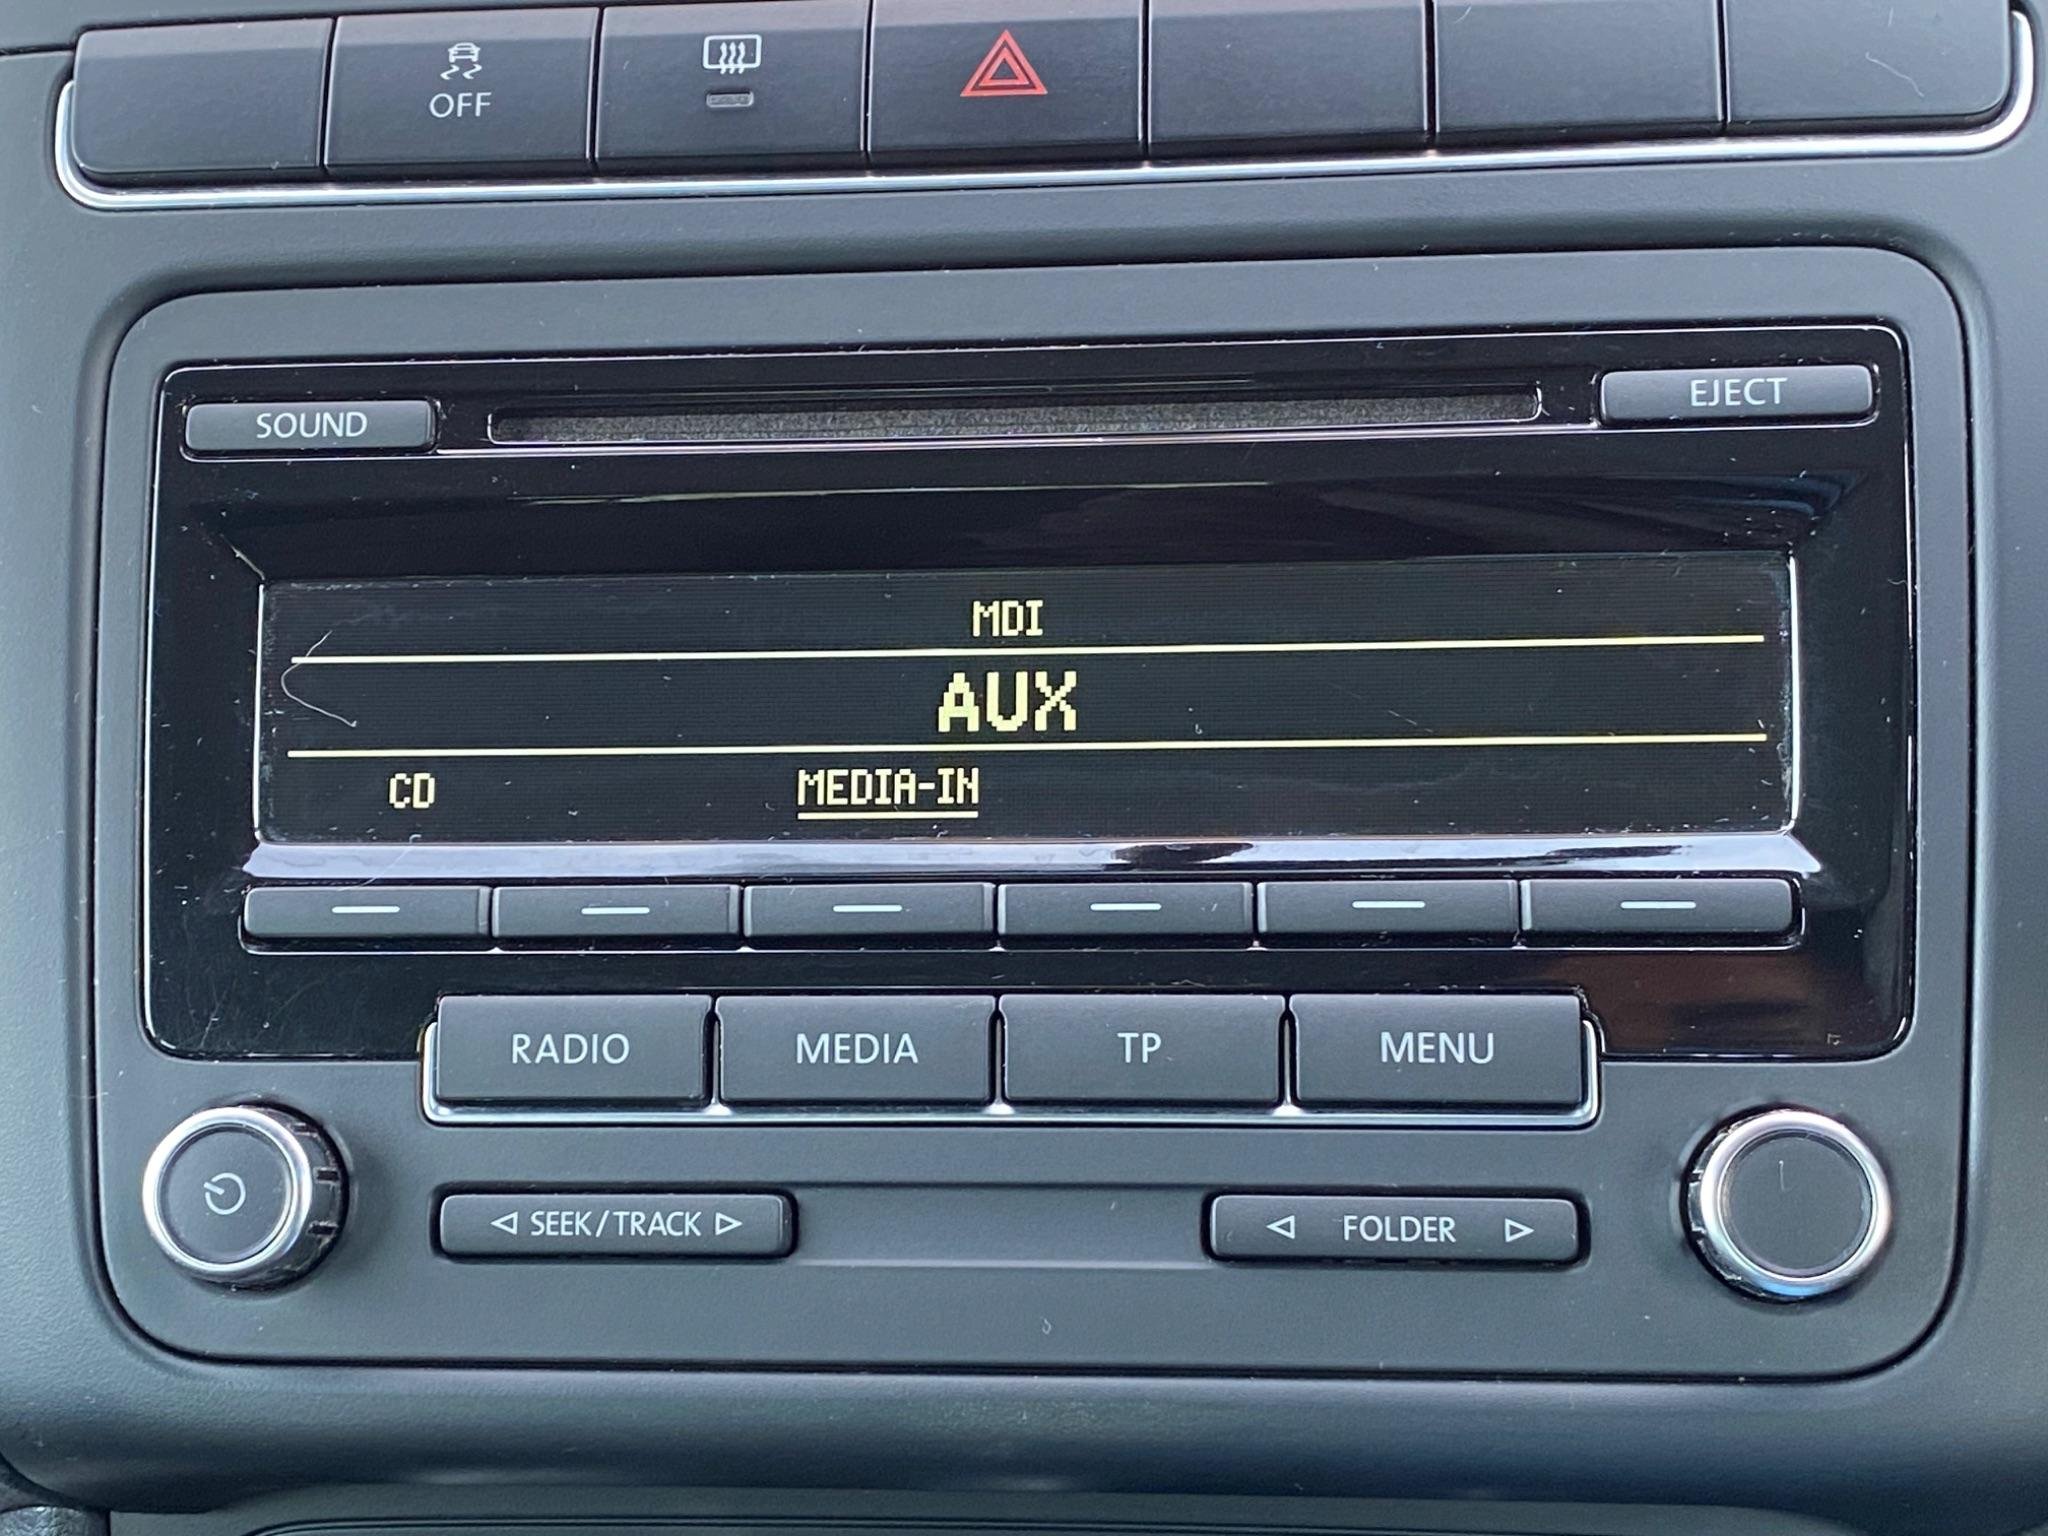 OFF
SOUND
EJECT
MDI
AUX
CD MEDIA-IN
RADIO MEDIA TP MENU
SEEK/TRACK FOLDER